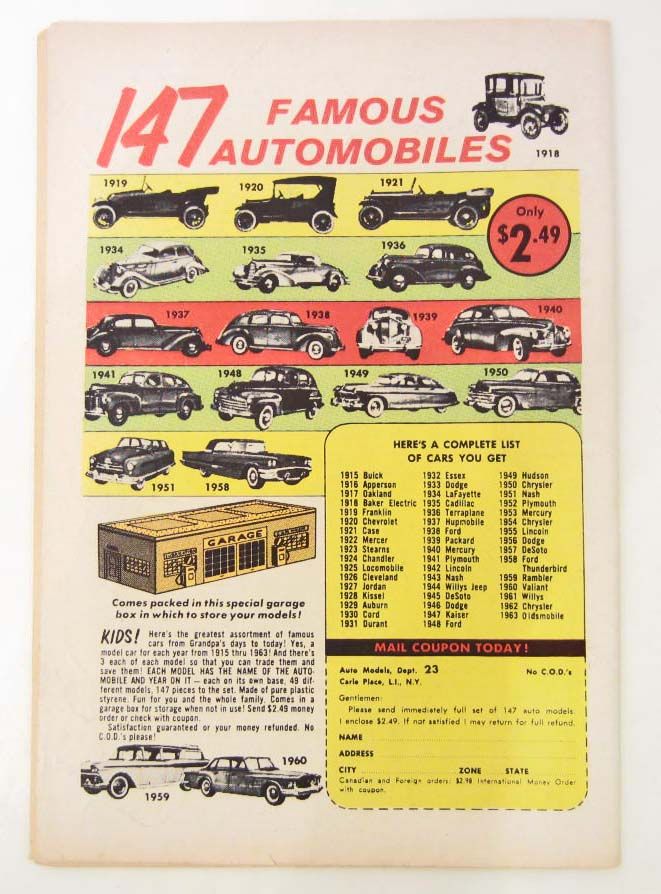 147 FAMOUS
AUTOMOBILES
1918
1919
1920
1921
Only
$2.49
1934
1935
1936
1937
1938
1939
1940
1941
1948
1949
1950
1951
1958
GARAGE
HERE'S A COMPLETE LIST
OF CARS YOU GET
1915 Buick
1916 Apperson
1917 Oakland
1918 Baker Electric
1919 Franklin
1920 Chevrolet
1921 Case
1922 Mercer
1923 Stearns
1924 Chandler
1925 Locomobile
1926 Cleveland
1927 Jordan
1928 Kissel
1929 Auburn
1930 Cord
1931 Durant
1932 Essex
1933 Dodge
1934 LaFayette
1935 Cadillac
1936 Terraplane
1937 Hupmobile
1938 Ford
1939 Packard
1940 Mercury
1941 Plymouth
1942 Lincoln
1943 Nash
1944 Willys Jeep
1945 DeSoto
1946 Dodge
1947 Kaiser
1948 Ford
1949 Hudson
1950 Chrysler
1951 Nash
1952 Plymouth
1953 Mercury
1954 Chrysler
1955 Lincoln
1956 Dodge
1957 DeSoto
1958 Ford
Thunderbird
1959 Rambler
1960 Valiant
1961 Willys
1962 Chrysler
1963 Oldsmobile
Comes packed in this special garage
box in which to store your models!
KIDS! Here's the greatest assortment of famous
cars from Grandpa's days to today! Yes, a
model car for each year from 1915 thru 1963! And there's
3 each of each model so that you can trade them and
save them! EACH MODEL HAS THE NAME OF THE AUTO-
MOBILE AND YEAR ON IT — each on its own base, 49 dif-
ferent models, 147 pieces to the set. Made of pure plastic
styrene. Fun for you and the whole family. Comes in a
garage box for storage when not in use! Send $2.49 money
order or check with coupon.
Satisfaction guaranteed or your money refunded. No
C.O.D.'s please!
1959
1960
MAIL COUPON TODAY!
Auto Models, Dept. 23 No C.O.D.'s
Carle Place, L.I., N.Y.
Gentlemen:
Please send immediately full set of 147 auto models.
I enclose $2.49. If not satisfied I may return for full refund.
NAME
ADDRESS
CITY ZONE STATE
Canadian and Foreign orders: $2.98 International Money Order
with coupon.